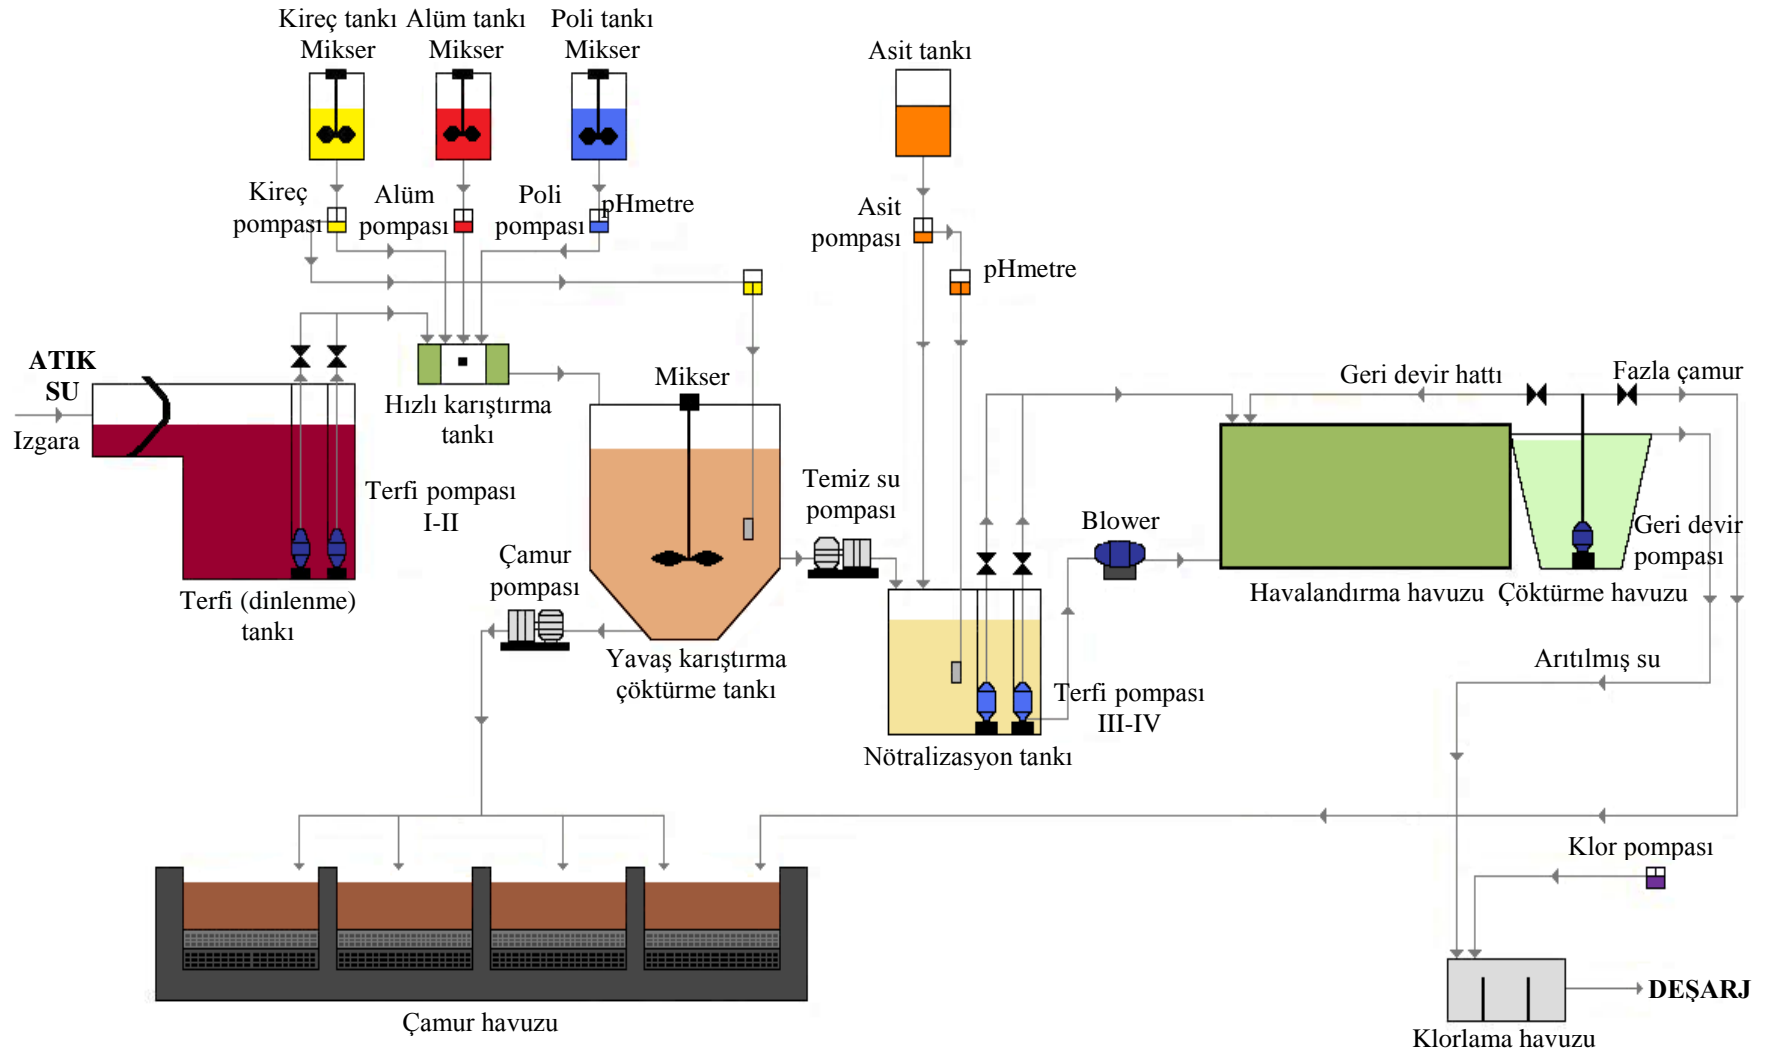 Kireç tankı
Mikser
Alüm tankı
Mikser
Poli tankı
Mikser
Asit tankı
Kireç
pompası
Alüm
pompası
Poli
pompası
pHmetre
Asit
pompası
pHmetre
ATIK
SU
Izgara
Hızlı karıştırma
tankı
Mikser
Geri devir hattı
Fazla çamur
Terfi pompası
I-II
Temiz su
pompası
Blower
Geri devir
pompası
Çamur
pompası
Terfi (dinlenme)
tankı
Havalandırma havuzu
Çöktürme havuzu
Yavaş karıştırma
çöktürme tankı
Arıtılmış su
Terfi pompası
III-IV
Nötralizasyon tankı
Klor pompası
DEŞARJ
Çamur havuzu
Klorlama havuzu